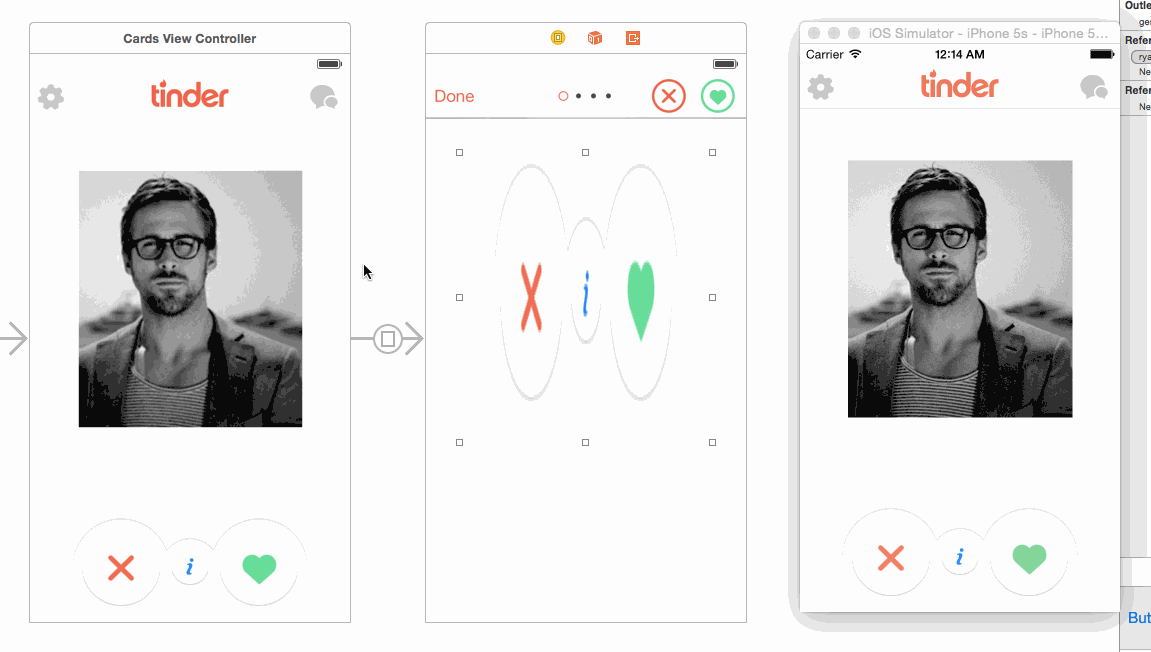 Cards View Controller
tinder
i
Done
i
iOS Simulator - iPhone 5s - iPhone 5...
Carrier
12:14 AM
tinder
i
Outle
ge
Refer
rya
Ne
Refer
Ne
But